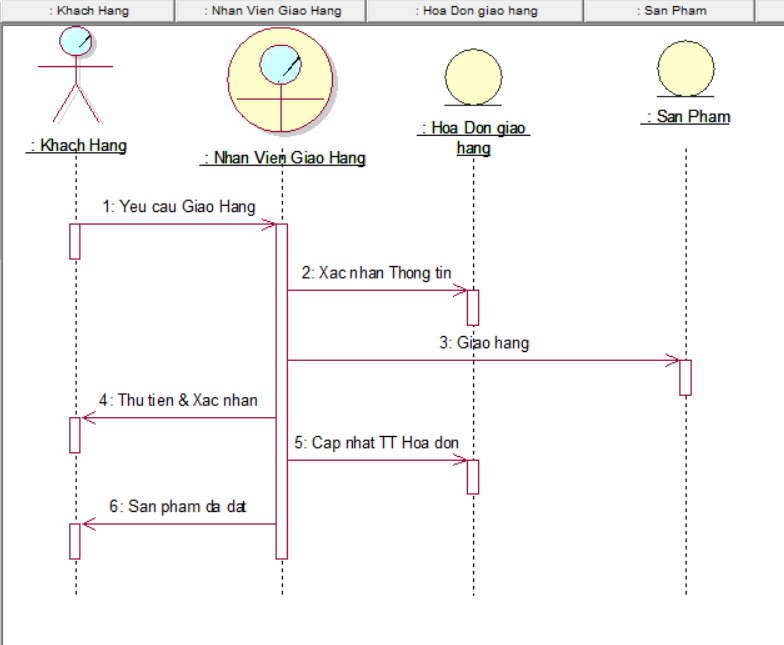 : Khach Hang
: Nhan Vien Giao Hang
: Hoa Don giao hang
: San Pham
: Khach Hang
: Nhan Vien Giao Hang
: Hoa Don giao
hang
: San Pham
1: Yeu cau Giao Hang
2: Xac nhan Thong tin
3: Giao hang
4: Thu tien & Xac nhan
5: Cap nhat TT Hoa don
6: San pham da dat